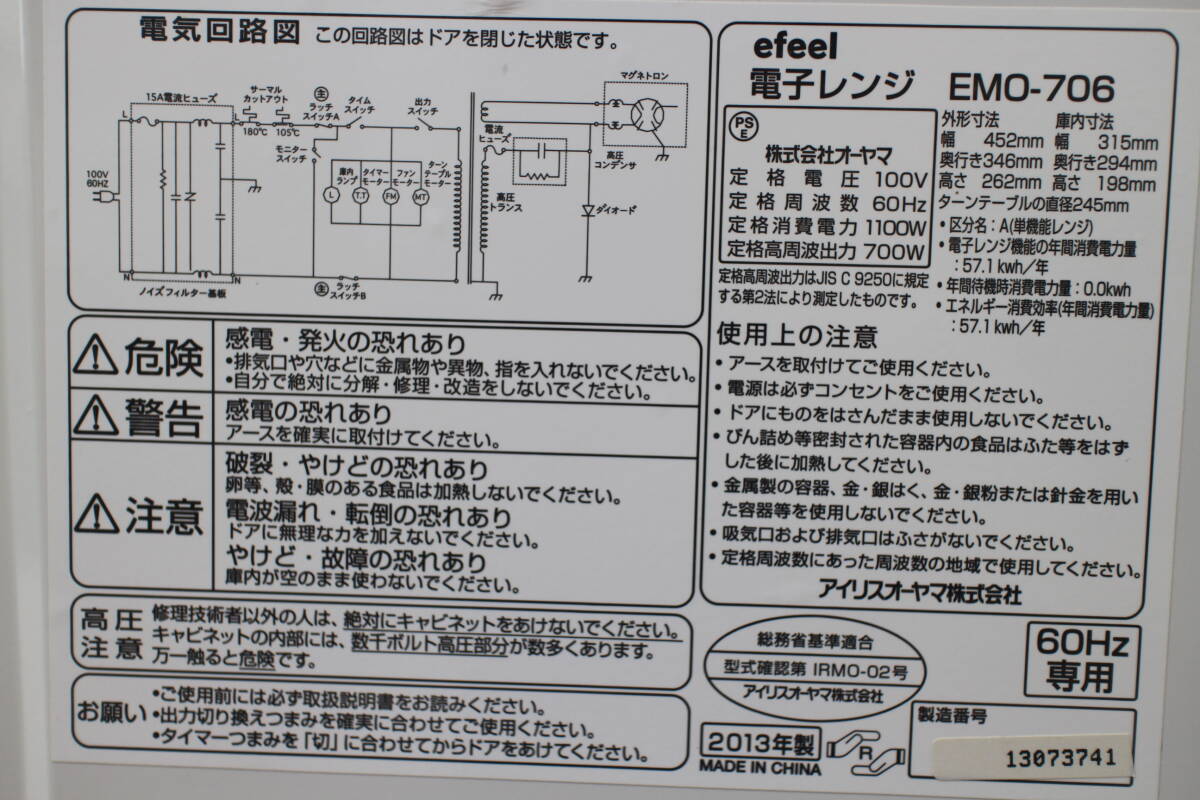 電気回路図 この回路図はドアを閉じた状態です。
15A電流ヒューズ
サーマル
カットアウト
180℃ 105℃
主
ラッチ
スイッチA
タイム
スイッチ
出力
スイッチ
マグネトロン
L
L
モニター
スイッチ
電流
ヒューズ
高圧
コンデンサ
100V
60HZ
庫内
ランプ
タイマー
モーター
ファン
モーター
ターン
テーブル
モーター
L
T.T
FM
MT
高圧
トランス
ダイオード
N
N
ノイズフィルター基板
主
ラッチ
スイッチB
危険
感電・発火の恐れあり
•排気口や穴などに金属物や異物、指を入れないでください。
•自分で絶対に分解・修理・改造をしないでください。
警告
感電の恐れあり
アースを確実に取付けてください。
注意
破裂・やけどの恐れあり
卵等、殻・膜のある食品は加熱しないでください。
電波漏れ・転倒の恐れあり
ドアに無理な力を加えないでください。
やけど・故障の恐れあり
庫内が空のまま使わないでください。
高圧
注意
修理技術者以外の人は、絶対にキャビネットをあけないでください。
キャビネットの内部には、数千ボルト高圧部分が数多くあります。
万一触ると危険です。
お願い
•ご使用前には必ず取扱説明書をお読みください。
•出力切り換えつまみを確実に合わせてご使用ください。
•タイマーつまみを「切」に合わせてからドアをあけてください。
efeel
電子レンジ EMO-706
PS
E
株式会社オーヤマ
定格電圧 100V
定格周波数 60Hz
定格消費電力 1100W
定格高周波出力 700W
定格高周波出力はJIS C 9250に規定
する第2法により測定したものです。
外形寸法 庫内寸法
幅 452mm 幅 315mm
奥行き346mm 奥行き294mm
高さ 262mm 高さ 198mm
ターンテーブルの直径245mm
•区分名：A(単機能レンジ)
•電子レンジ機能の年間消費電力量
：57.1kwh／年
•年間待機時消費電力量：0.0kwh
•エネルギー消費効率(年間消費電力量)
：57.1kwh／年
使用上の注意
•アースを取付けてご使用ください。
•電源は必ずコンセントをご使用ください。
•ドアにものをはさんだまま使用しないでください。
•びん詰め等密封された容器内の食品はふた等をはず
した後に加熱してください。
•金属製の容器、金・銀はく、金・銀粉または針金を用い
た容器等を使用しないでください。
•吸気口および排気口はふさがないでください。
•定格周波数にあった周波数の地域で使用してください。
アイリスオーヤマ株式会社
総務省基準適合
型式確認第 IRMO-02号
アイリスオーヤマ株式会社
60Hz
専用
2013年製
MADE IN CHINA
R
製造番号
13073741